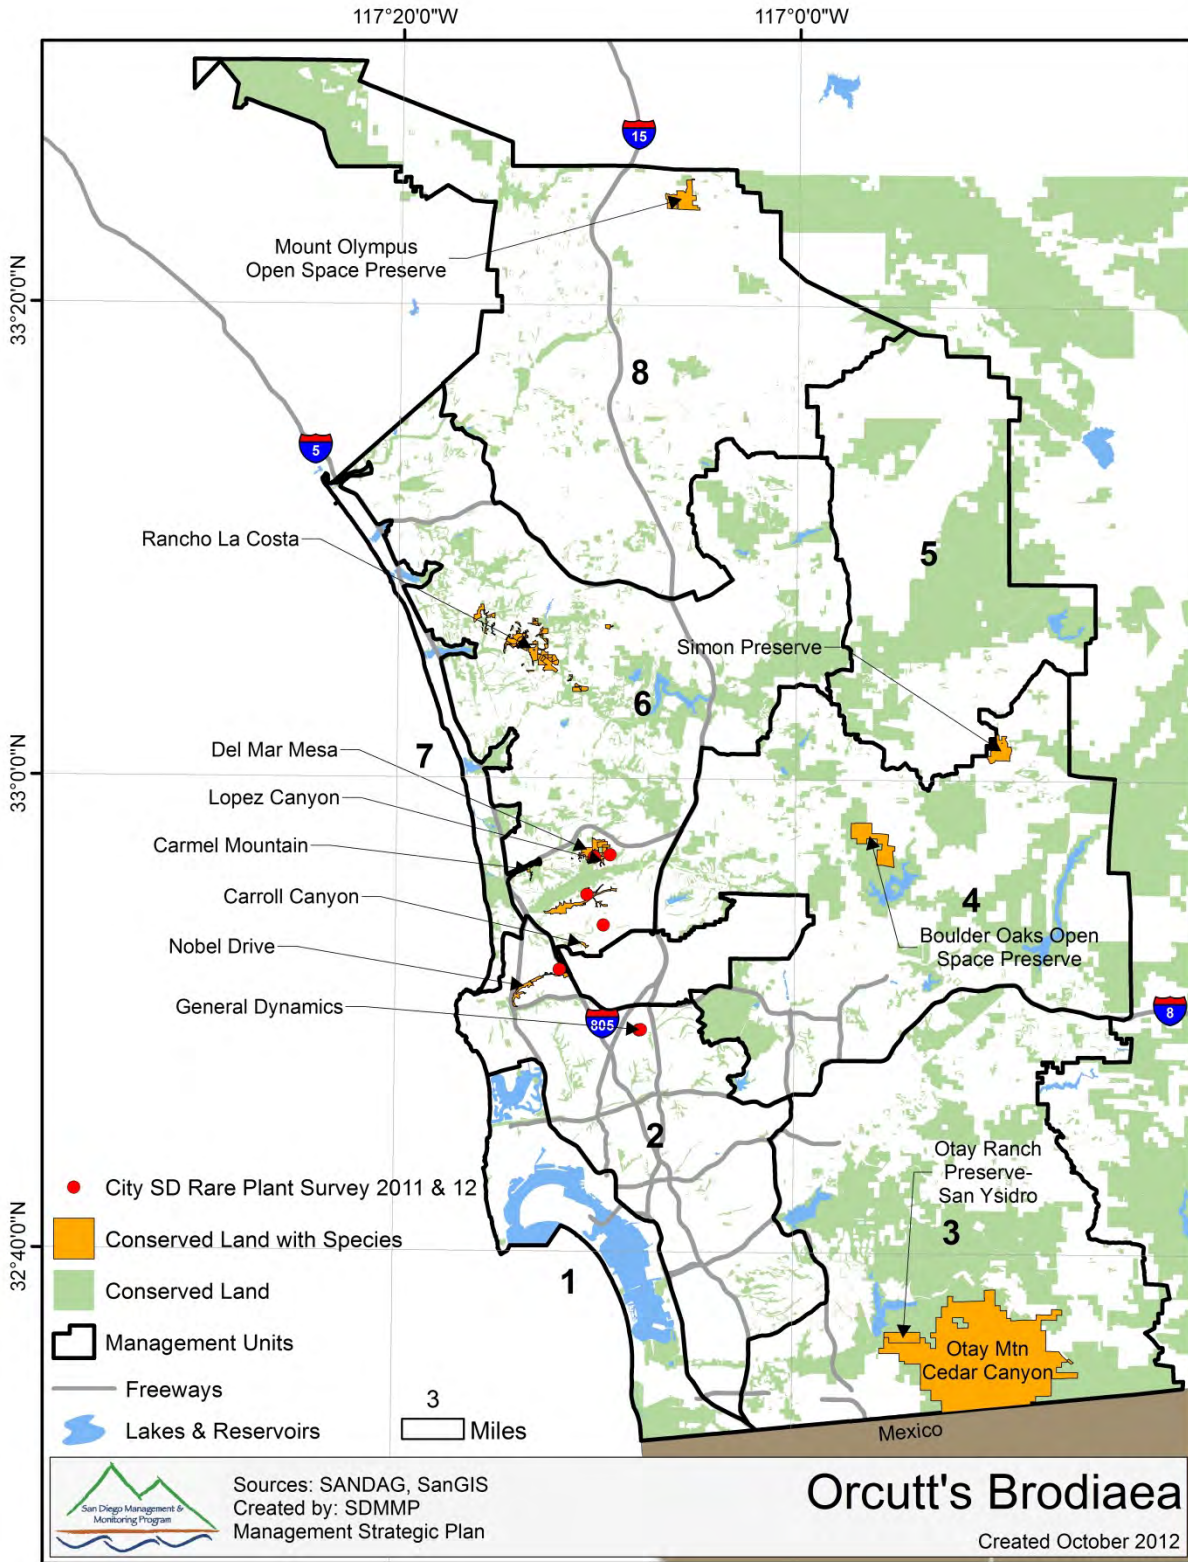 117°20'0"W
117°0'0"W
15
Mount Olympus
Open Space Preserve
33°20'0"N
8
5
Rancho La Costa
5
Simon Preserve
6
Del Mar Mesa
7
33°0'0"N
Lopez Canyon
Carmel Mountain
Carroll Canyon
4
Nobel Drive
Boulder Oaks Open
Space Preserve
General Dynamics
805
8
2
Otay Ranch
Preserve-
San Ysidro
City SD Rare Plant Survey 2011 & 12
Conserved Land with Species
3
32°40'0"N
1
Conserved Land
Management Units
Otay Mtn
Cedar Canyon
Freeways
3
Lakes & Reservoirs
Miles
Mexico
San Diego Management &
Monitoring Program
Sources: SANDAG, SanGIS
Created by: SDMMP
Management Strategic Plan
Orcutt's Brodiaea
Created October 2012